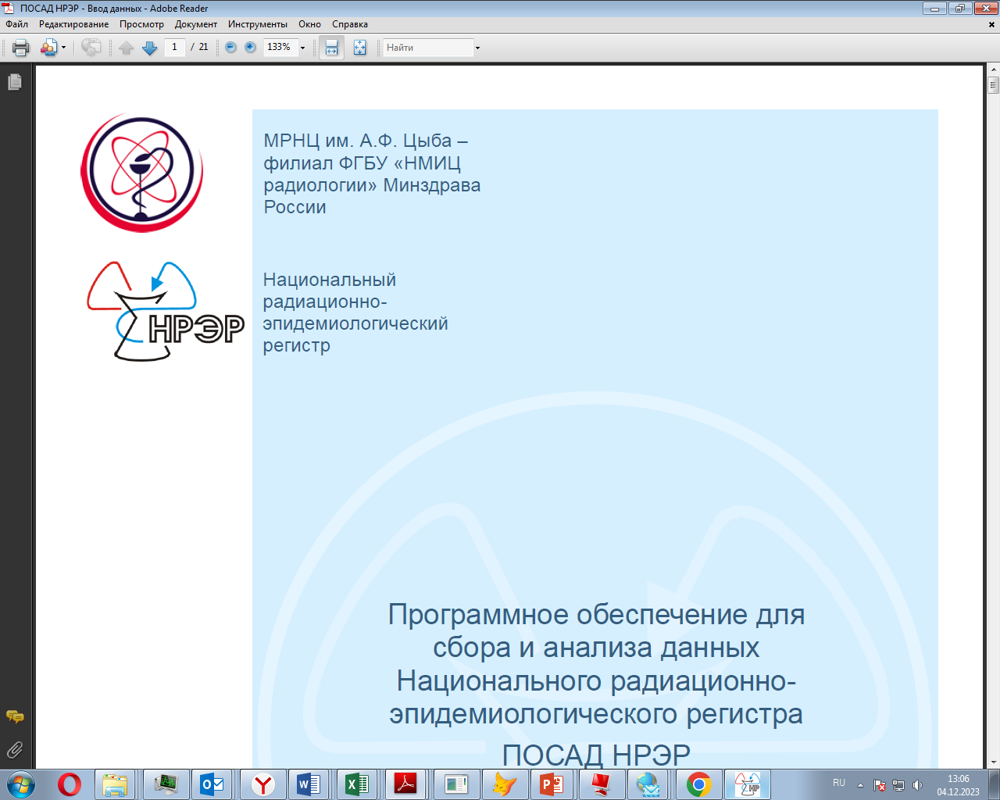 ПОСАД НРЭР - Ввод данных - Adobe Reader
Файл Редактирование Просмотр Документ Инструменты Окно Справка
1 / 21 133% Найти
МРНЦ им. А.Ф. Цыба –
филиал ФГБУ «НМИЦ
радиологии» Минздрава
России
НРЭР
Национальный
радиационно-
эпидемиологический
регистр
Программное обеспечение для
сбора и анализа данных
Национального радиационно-
эпидемиологического регистра
ПОСАД НРЭР
RU
13:06
04.12.2023